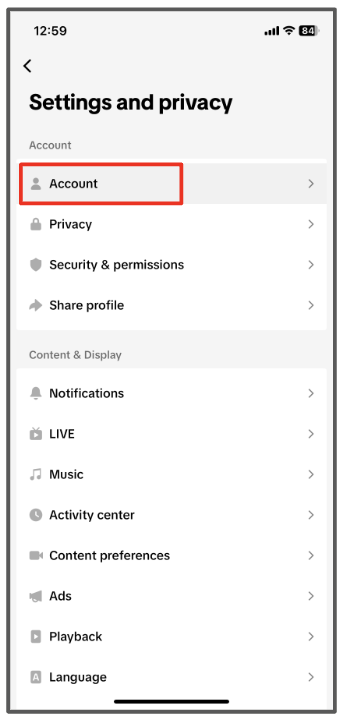 12:59
84
Settings and privacy
Account
Account
Privacy
Security & permissions
Share profile
Content & Display
Notifications
LIVE
Music
Activity center
Content preferences
Ads
Playback
A Language